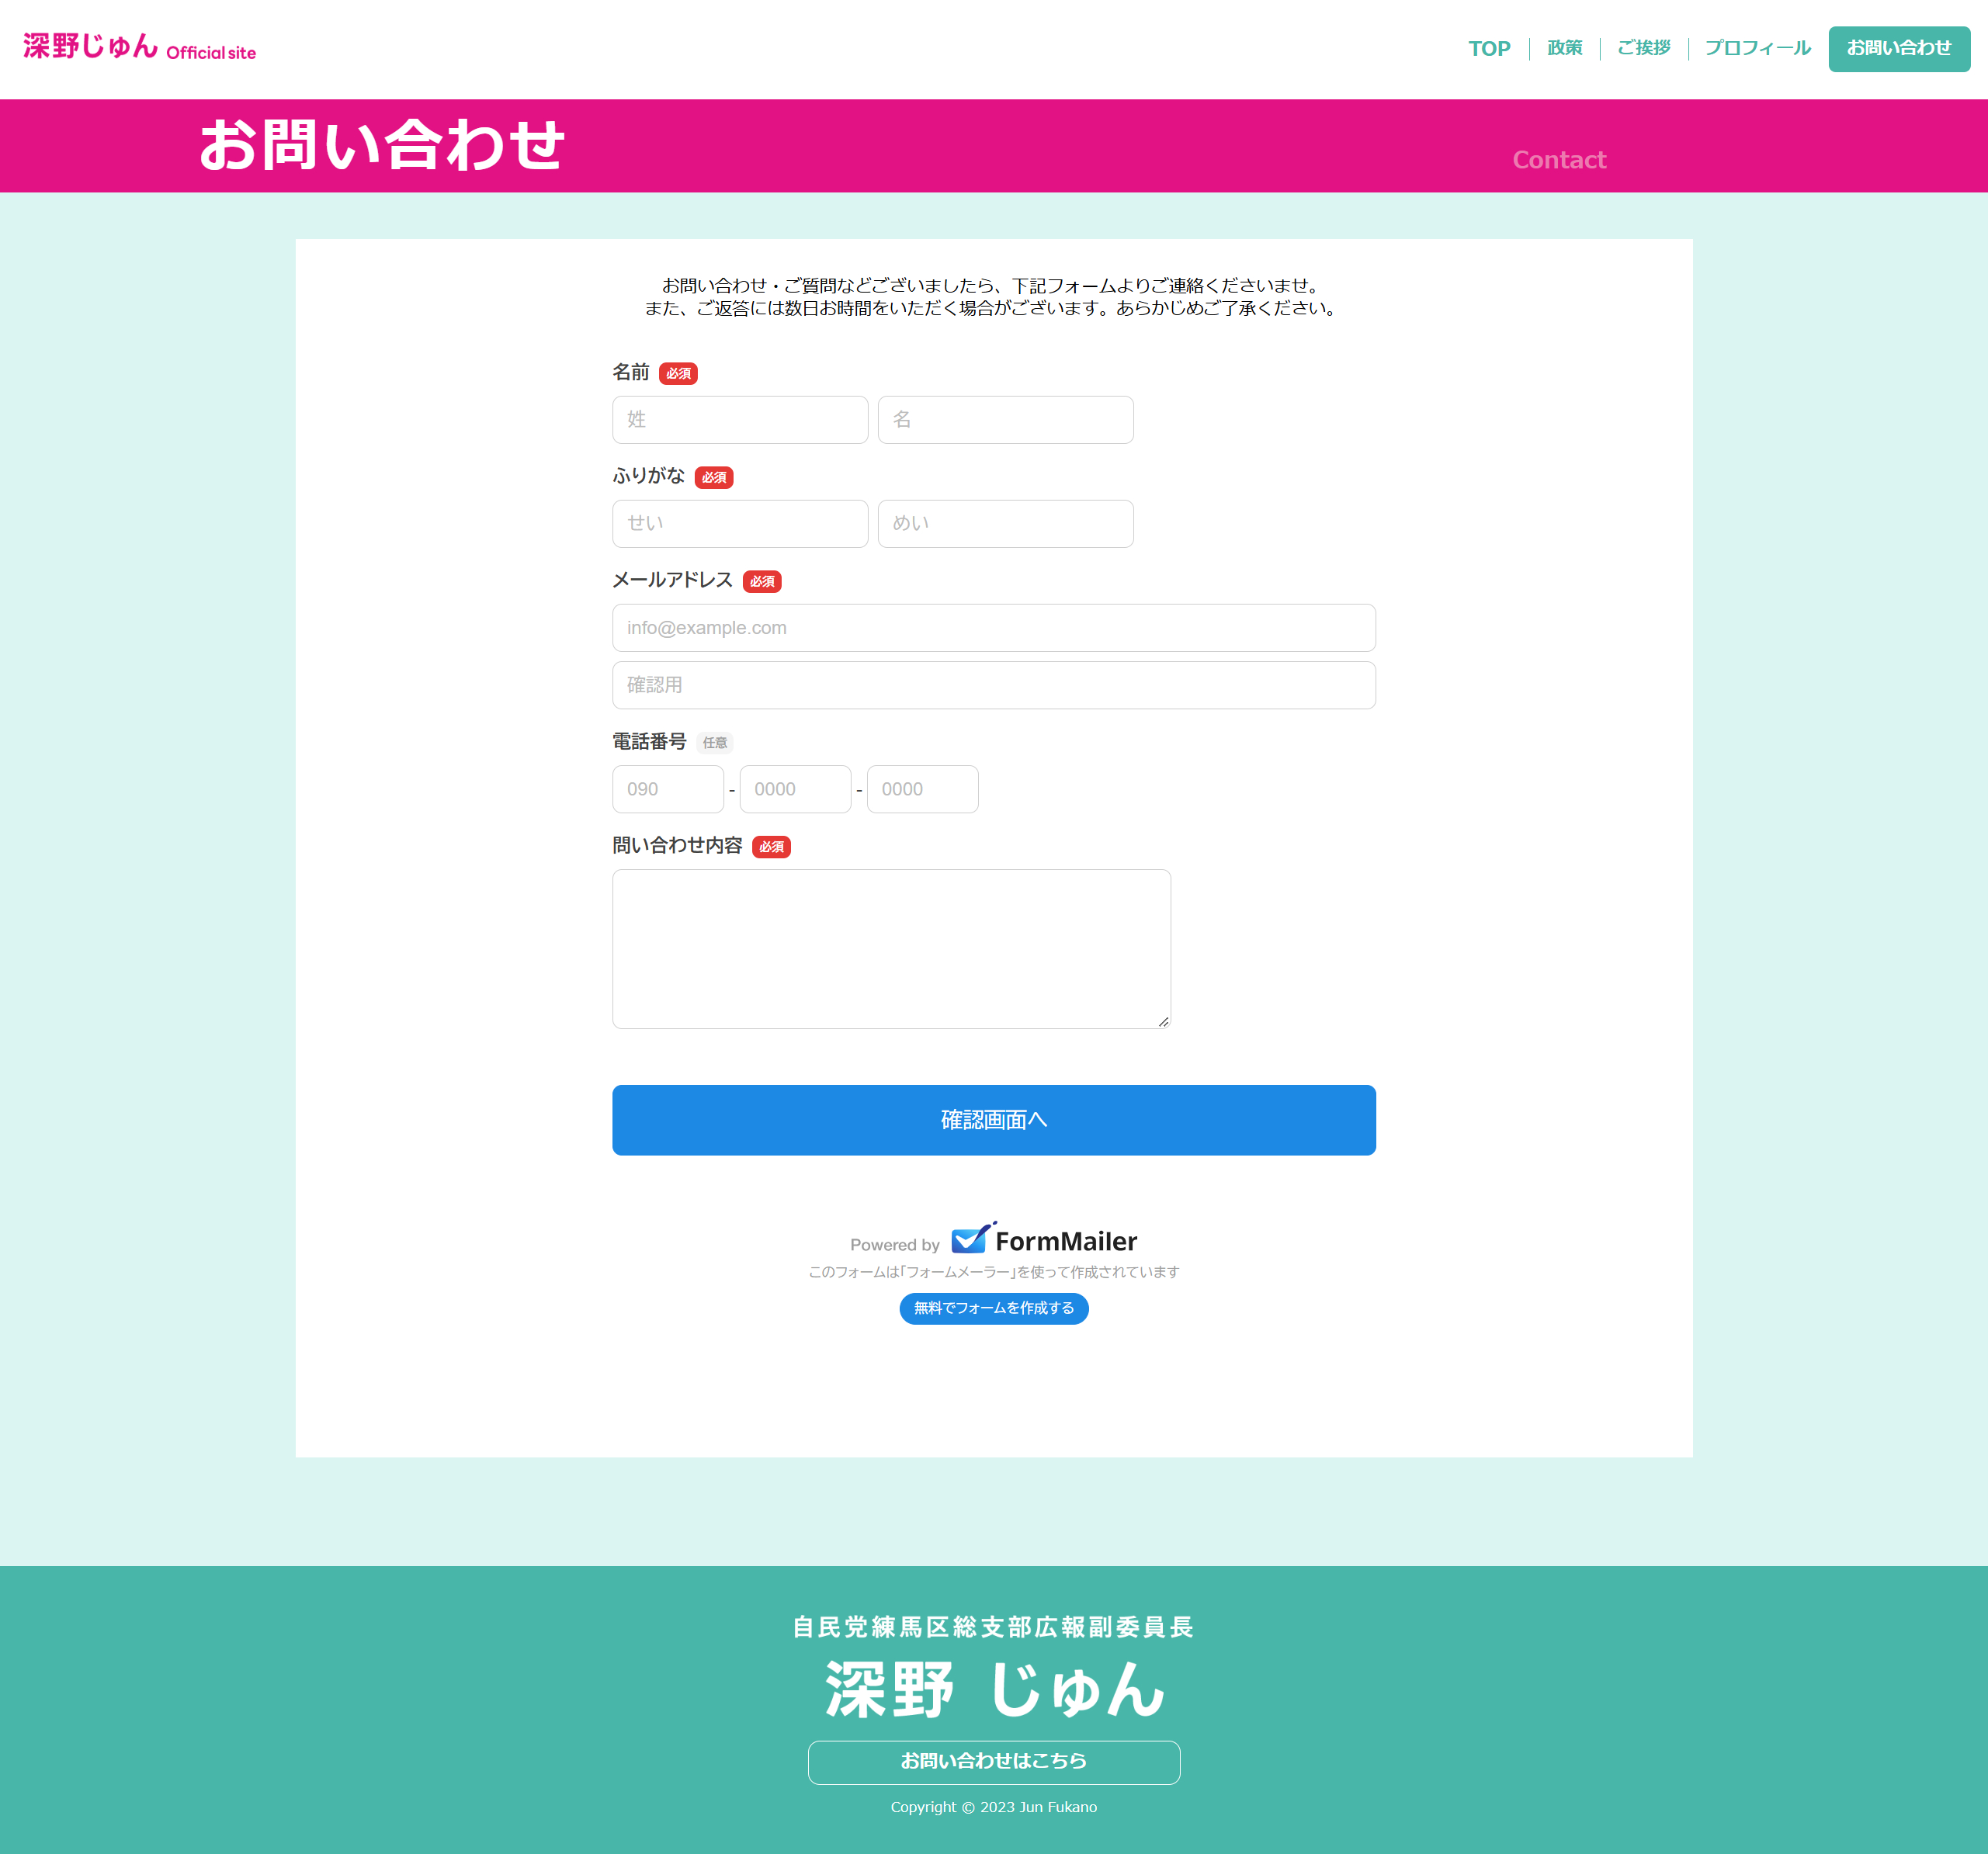 深野じゅん Official site
TOP 政策 ご挨拶 プロフィール お問い合わせ
お問い合わせ
Contact
お問い合わせ・ご質問などございましたら、下記フォームよりご連絡くださいませ。
また、ご返答には数日お時間をいただく場合がございます。あらかじめご了承ください。
名前 必須
姓 名
ふりがな 必須
せい めい
メールアドレス 必須
info@example.com
確認用
電話番号 任意
090 - 0000 - 0000
問い合わせ内容 必須
確認画面へ
Powered by FormMailer
このフォームは「フォームメーラー」を使って作成されています
無料でフォームを作成する
自民党練馬区総支部広報副委員長
深野 じゅん
お問い合わせはこちら
Copyright © 2023 Jun Fukano